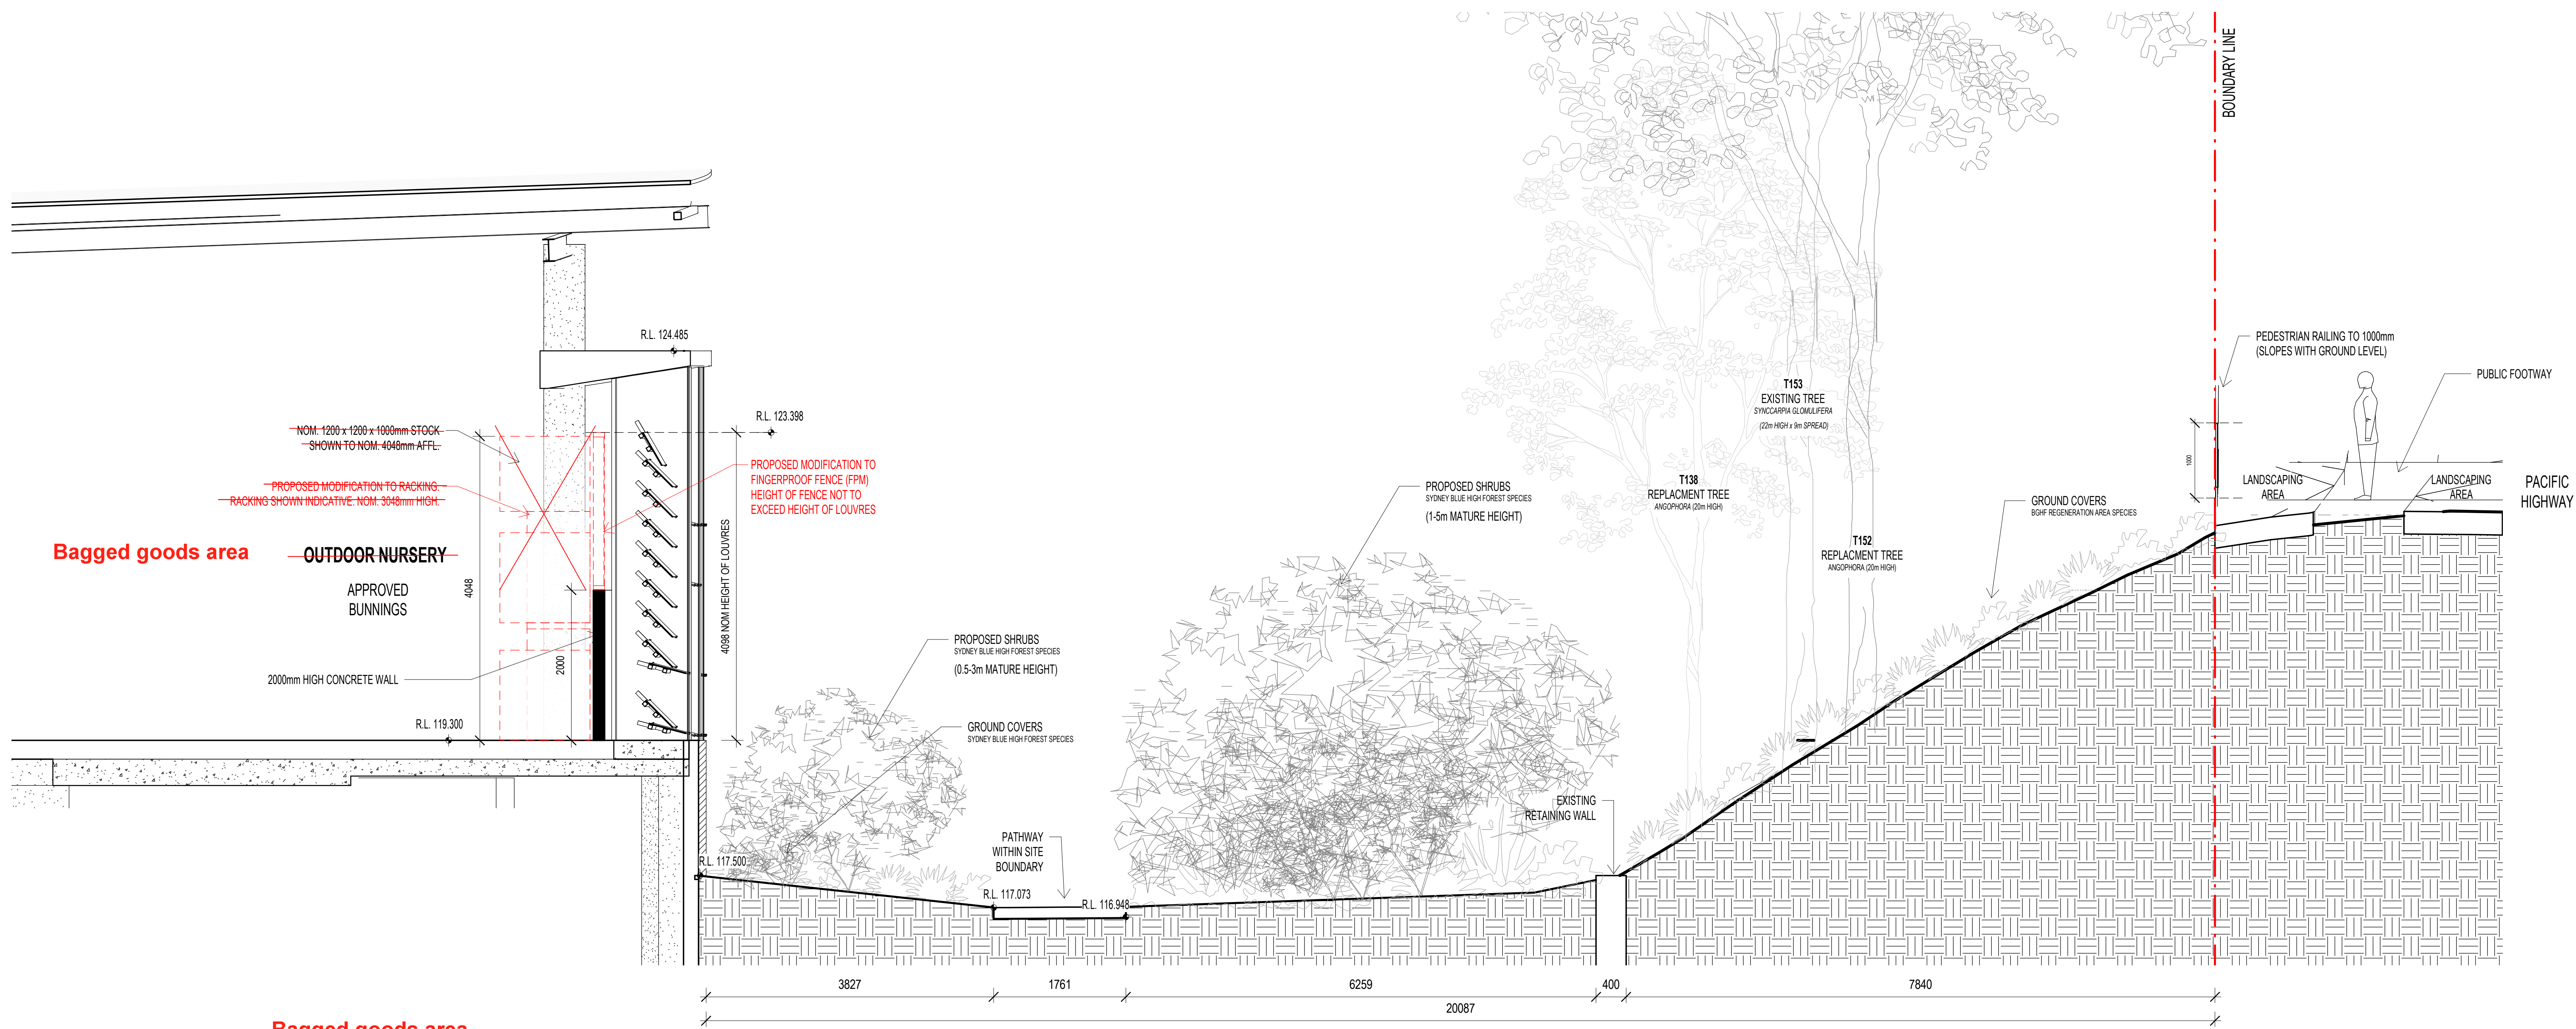 BOUNDARY LINE
R.L. 124.485
PEDESTRIAN RAILING TO 1000mm
(SLOPES WITH GROUND LEVEL)
PUBLIC FOOTWAY
T153
EXISTING TREE
SYNCCARPIA GLOMULIFERA
(22m HIGH x 9m SPREAD)
R.L. 123.398
NOM. 1200 x 1200 x 1000mm STOCK
SHOWN TO NOM. 4048mm AFFL.
PROPOSED MODIFICATION TO
FINGERPROOF FENCE (FPM)
HEIGHT OF FENCE NOT TO
EXCEED HEIGHT OF LOUVRES
PROPOSED MODIFICATION TO RACKING.
RACKING SHOWN INDICATIVE. NOM. 3048mm HIGH.
1000
LANDSCAPING
AREA
LANDSCAPING
AREA
PACIFIC
HIGHWAY
T138
REPLACMENT TREE
ANGOPHORA (20m HIGH)
PROPOSED SHRUBS
SYDNEY BLUE HIGH FOREST SPECIES
(1-5m MATURE HEIGHT)
GROUND COVERS
BGHF REGENERATION AREA SPECIES
T152
REPLACMENT TREE
ANGOPHORA (20m HIGH)
Bagged goods area
OUTDOOR NURSERY
APPROVED
BUNNINGS
4048
4098 NOM HEIGHT OF LOUVRES
2000
2000mm HIGH CONCRETE WALL
PROPOSED SHRUBS
SYDNEY BLUE HIGH FOREST SPECIES
(0.5-3m MATURE HEIGHT)
R.L. 119.300
GROUND COVERS
SYDNEY BLUE HIGH FOREST SPECIES
EXISTING
RETAINING WALL
PATHWAY
WITHIN SITE
BOUNDARY
R.L. 117.500
R.L. 117.073
R.L. 116.948
3827
1761
6259
400
7840
20087
Bagged goods area